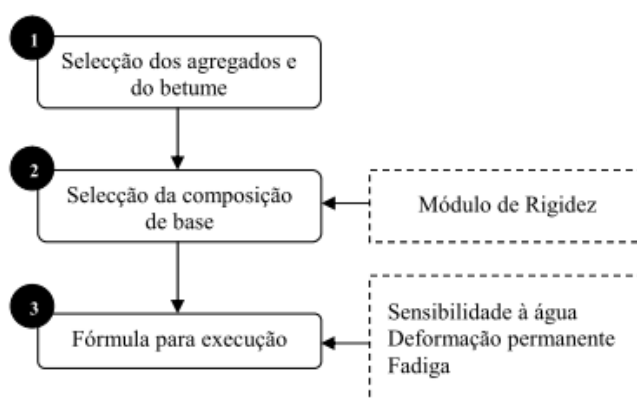 1
Selecção dos agregados e
do betume
2
Selecção da composição
de base
Módulo de Rigidez
3
Fórmula para execução
Sensibilidade à água
Deformação permanente
Fadiga